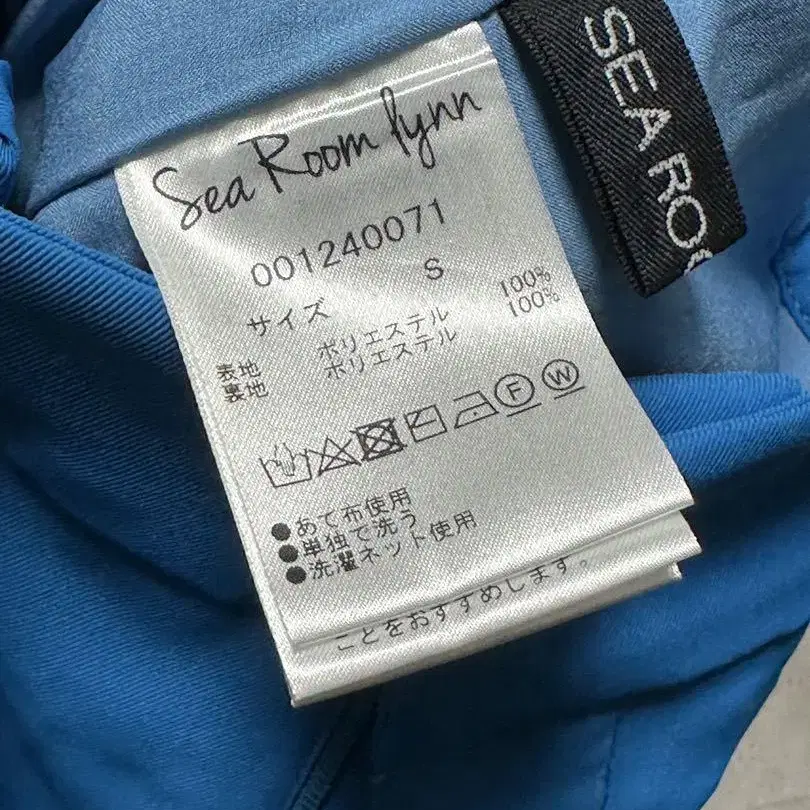 Sea Room lynn
001240071
サイズ S
表地 ポリエステル 100%
裏地 ポリエステル 100%
F W
●あて布使用
●単独で洗う
●洗濯ネット使用
ことをおすすめします。
SEA ROO